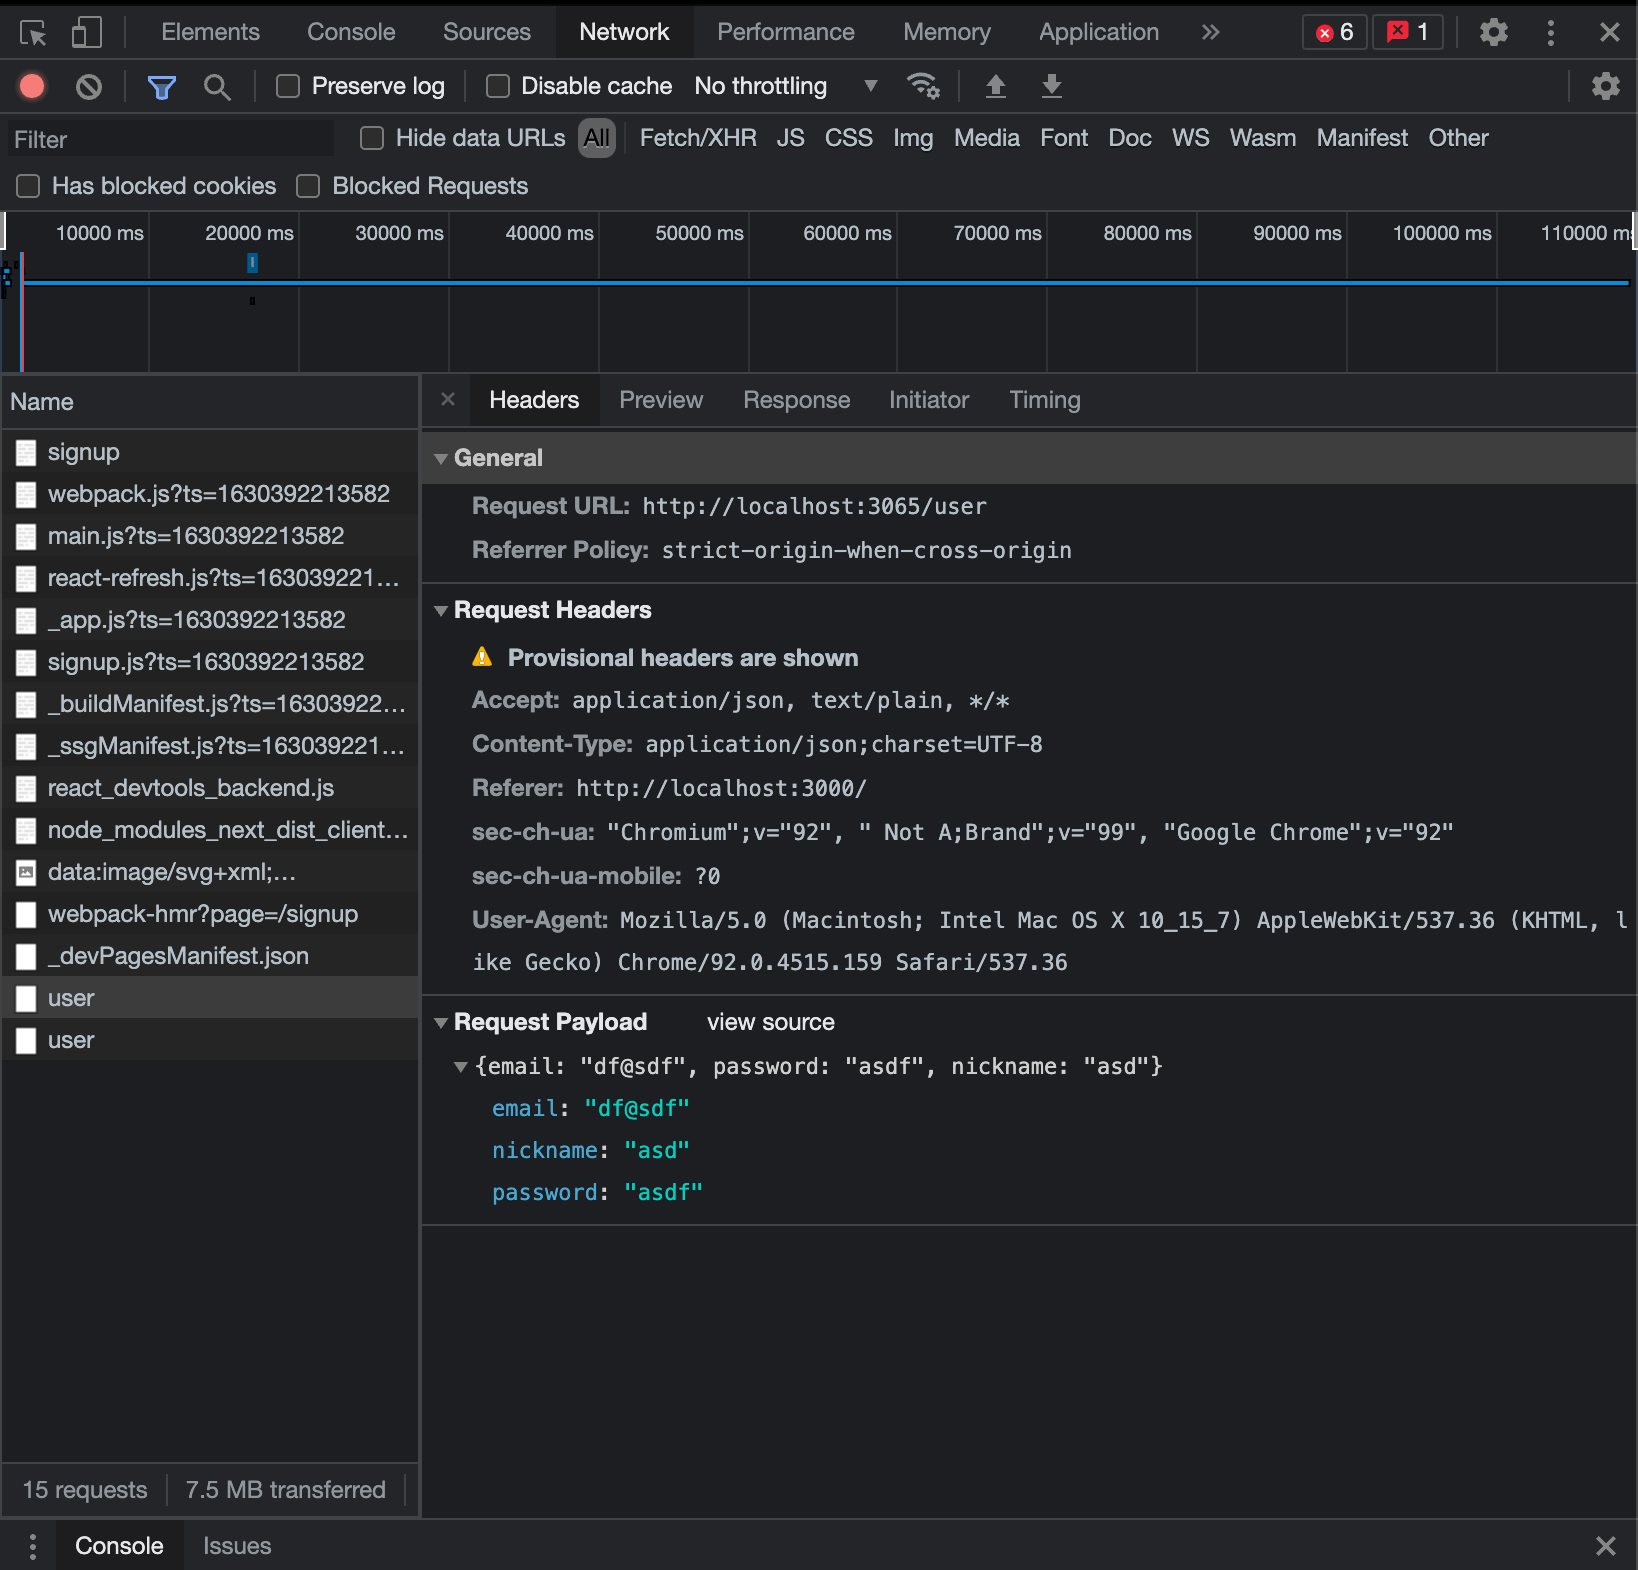 Elements Console Sources Network Performance Memory Application » 6 1
Preserve log Disable cache No throttling
Filter Hide data URLs All Fetch/XHR JS CSS Img Media Font Doc WS Wasm Manifest Other
Has blocked cookies Blocked Requests
10000 ms 20000 ms 30000 ms 40000 ms 50000 ms 60000 ms 70000 ms 80000 ms 90000 ms 100000 ms 110000 ms
Name
signup
webpack.js?ts=1630392213582
main.js?ts=1630392213582
react-refresh.js?ts=163039221…
_app.js?ts=1630392213582
signup.js?ts=1630392213582
_buildManifest.js?ts=16303922…
_ssgManifest.js?ts=163039221…
react_devtools_backend.js
node_modules_next_dist_client…
data:image/svg+xml;…
webpack-hmr?page=/signup
_devPagesManifest.json
user
user
15 requests 7.5 MB transferred
Headers Preview Response Initiator Timing
General
Request URL: http://localhost:3065/user
Referrer Policy: strict-origin-when-cross-origin
Request Headers
Provisional headers are shown
Accept: application/json, text/plain, */*
Content-Type: application/json;charset=UTF-8
Referer: http://localhost:3000/
sec-ch-ua: "Chromium";v="92", " Not A;Brand";v="99", "Google Chrome";v="92"
sec-ch-ua-mobile: ?0
User-Agent: Mozilla/5.0 (Macintosh; Intel Mac OS X 10_15_7) AppleWebKit/537.36 (KHTML, l
ike Gecko) Chrome/92.0.4515.159 Safari/537.36
Request Payload view source
{email: "df@sdf", password: "asdf", nickname: "asd"}
email: "df@sdf"
nickname: "asd"
password: "asdf"
Console Issues